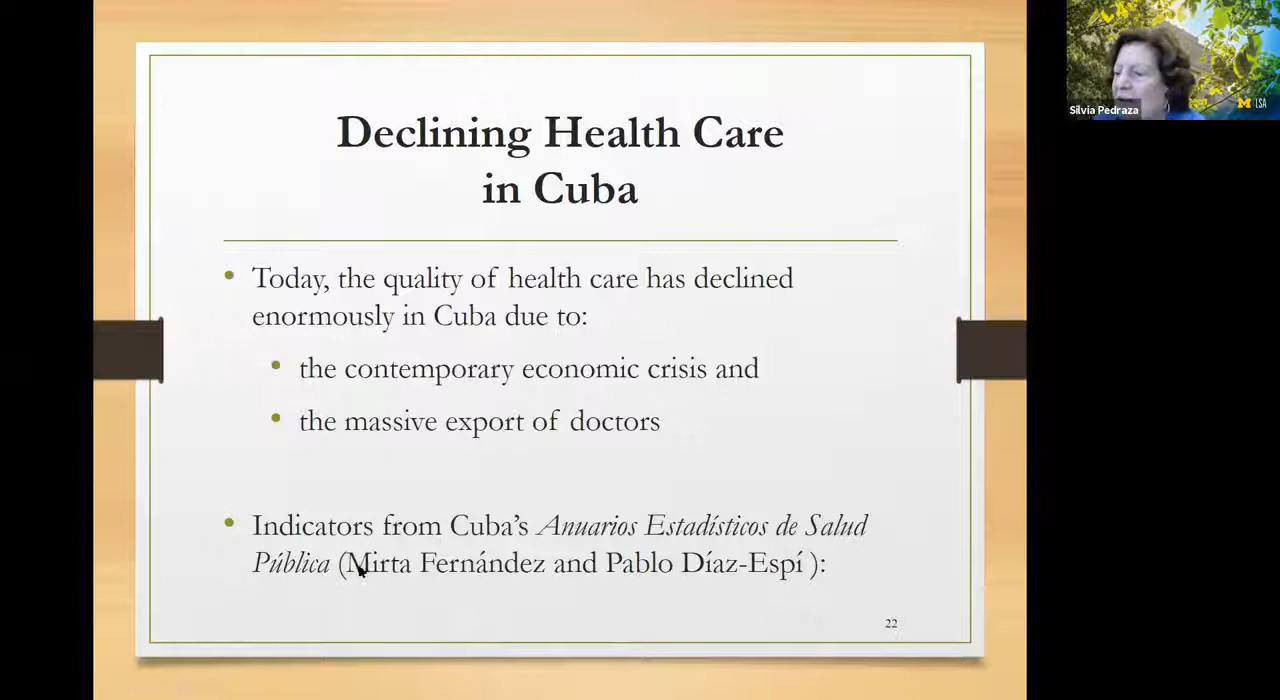 Declining Health Care
in Cuba
• Today, the quality of health care has declined
enormously in Cuba due to:
• the contemporary economic crisis and
• the massive export of doctors
• Indicators from Cuba’s Anuarios Estadísticos de Salud
Pública (Mirta Fernández and Pablo Díaz-Espí ):
22
Silvia Pedraza
M LSA